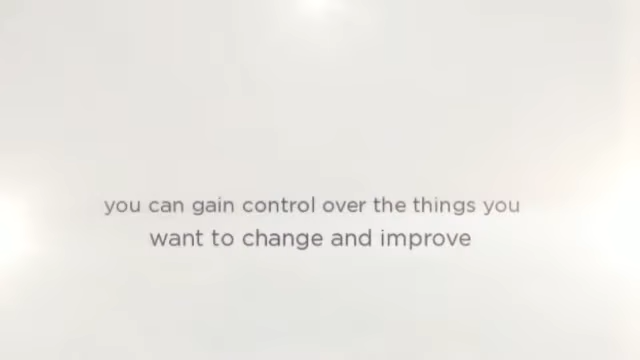 you can gain control over the things you
want to change and improve